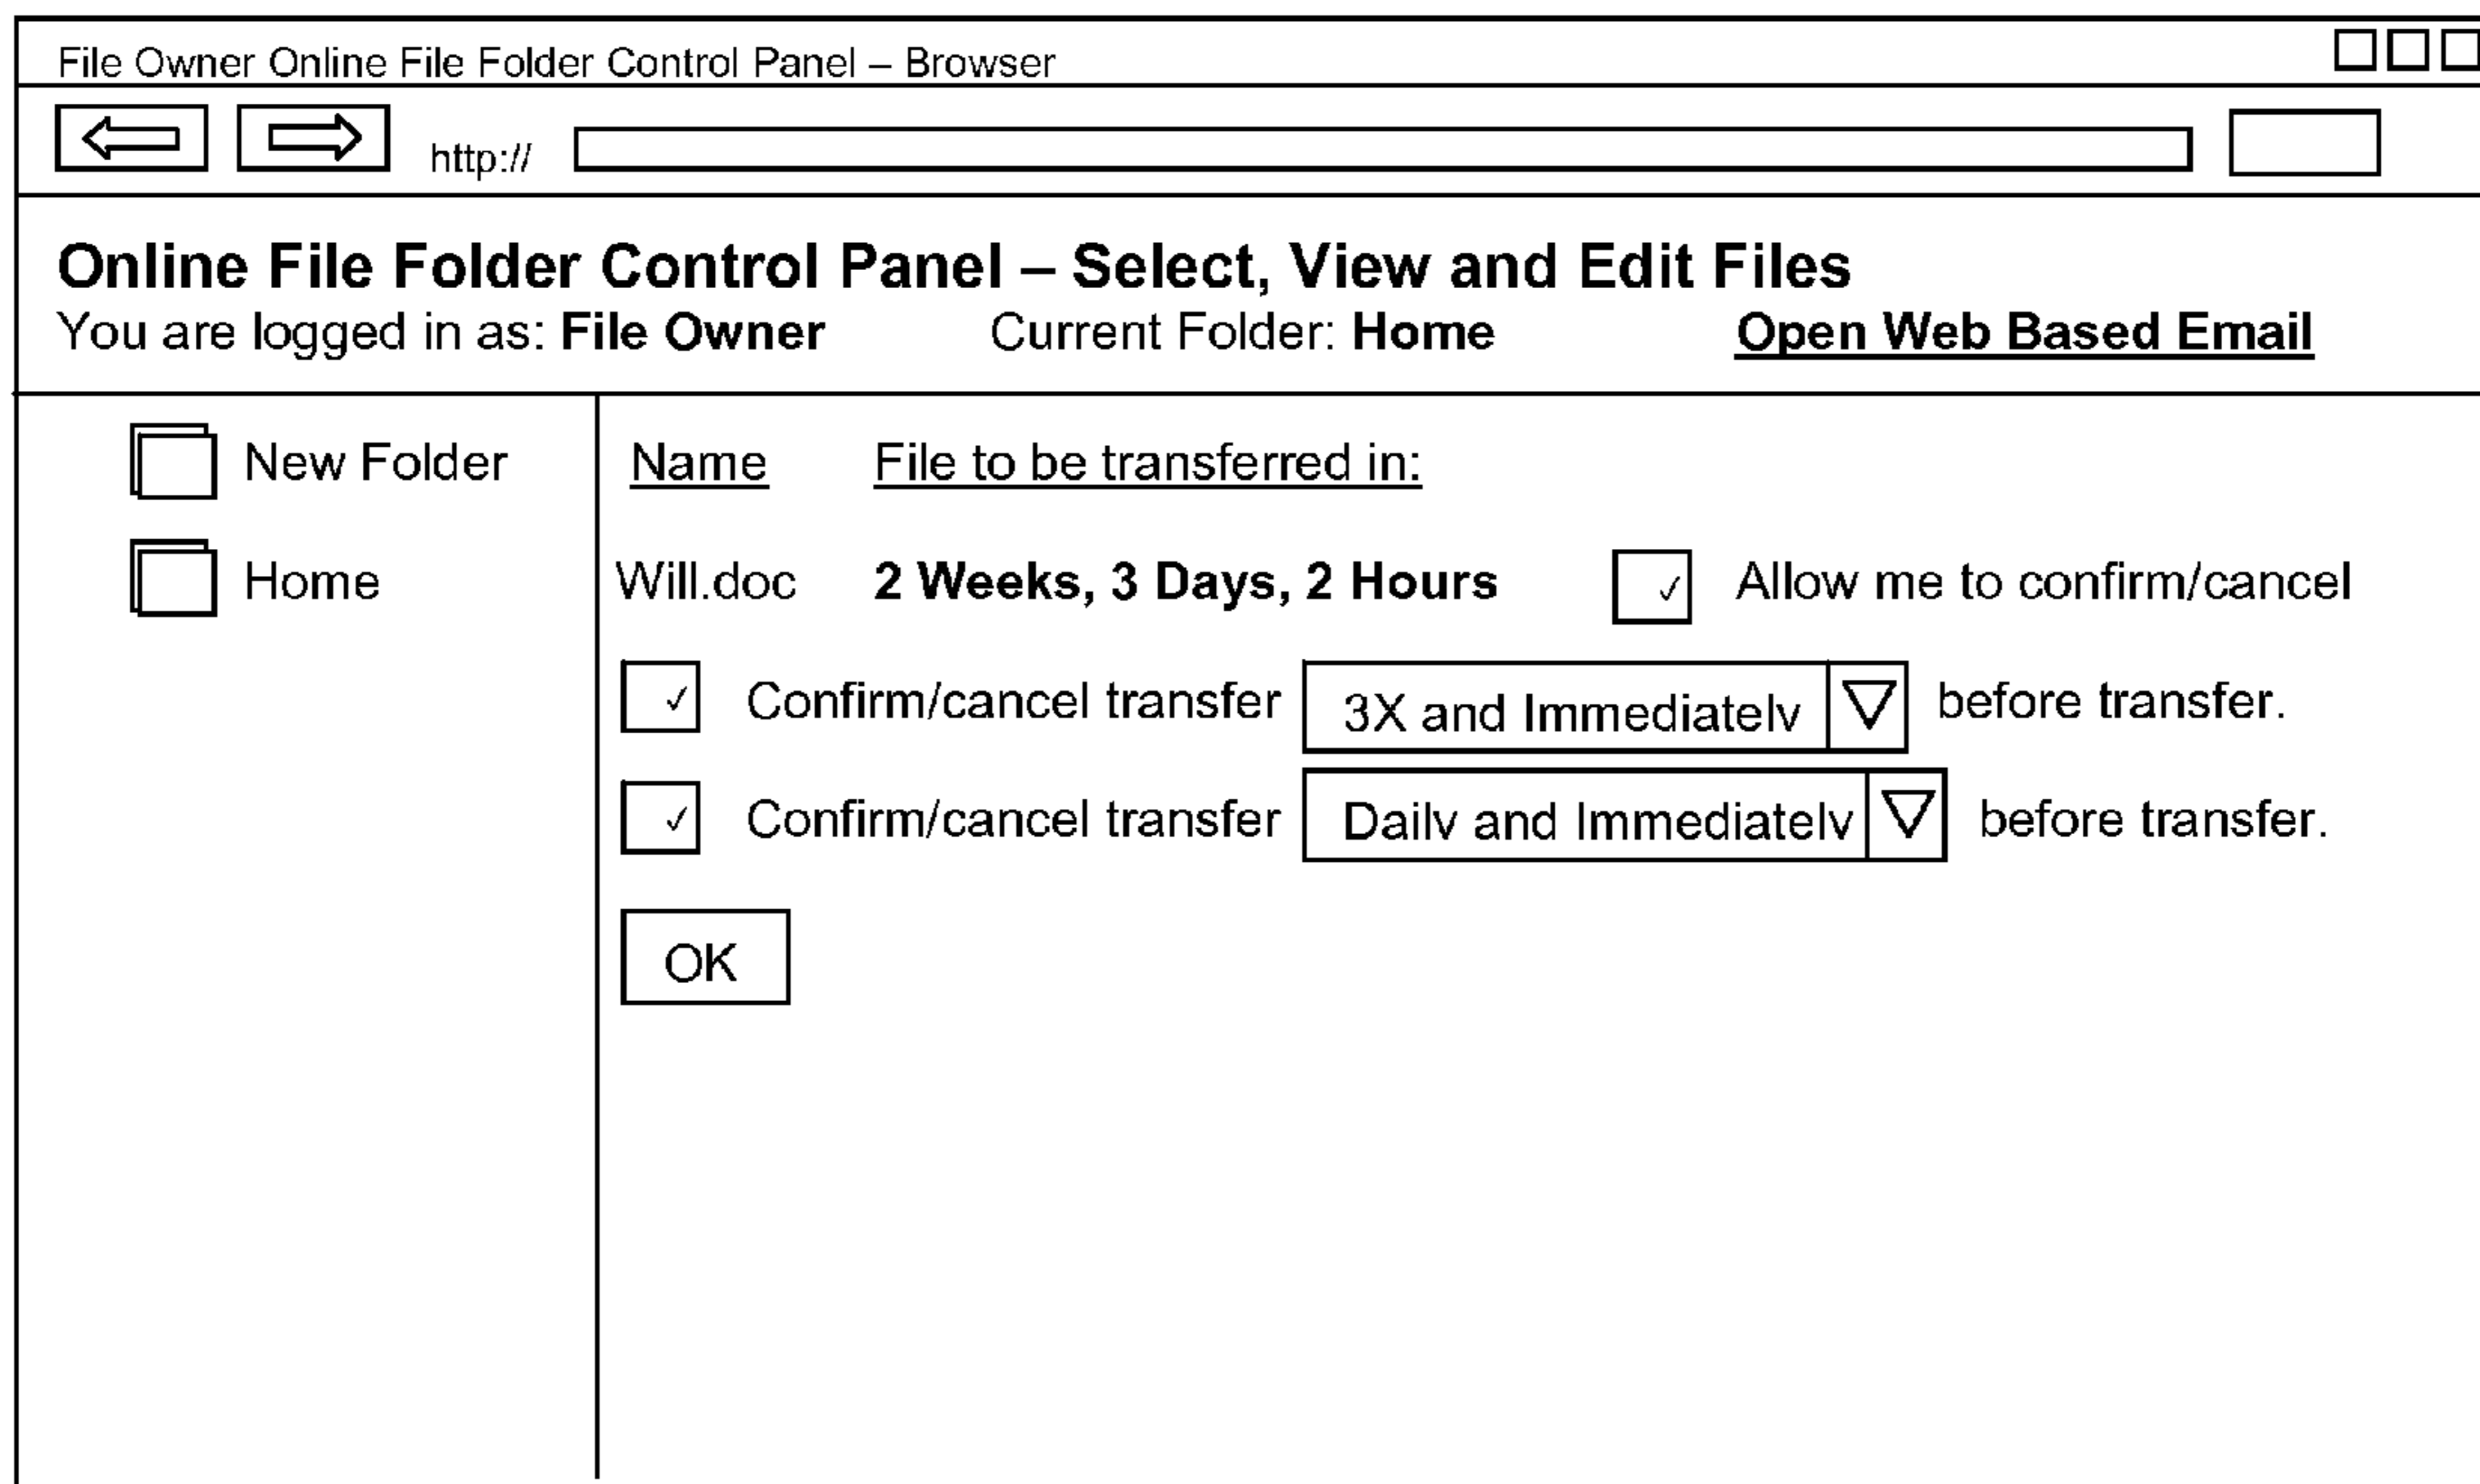 File Owner Online File Folder Control Panel – Browser
http://
Online File Folder Control Panel – Select, View and Edit Files
You are logged in as: File Owner Current Folder: Home Open Web Based Email
New Folder Name File to be transferred in:
Home Will.doc 2 Weeks, 3 Days, 2 Hours ✓ Allow me to confirm/cancel
✓ Confirm/cancel transfer 3X and Immediately before transfer.
✓ Confirm/cancel transfer Daily and Immediately before transfer.
OK